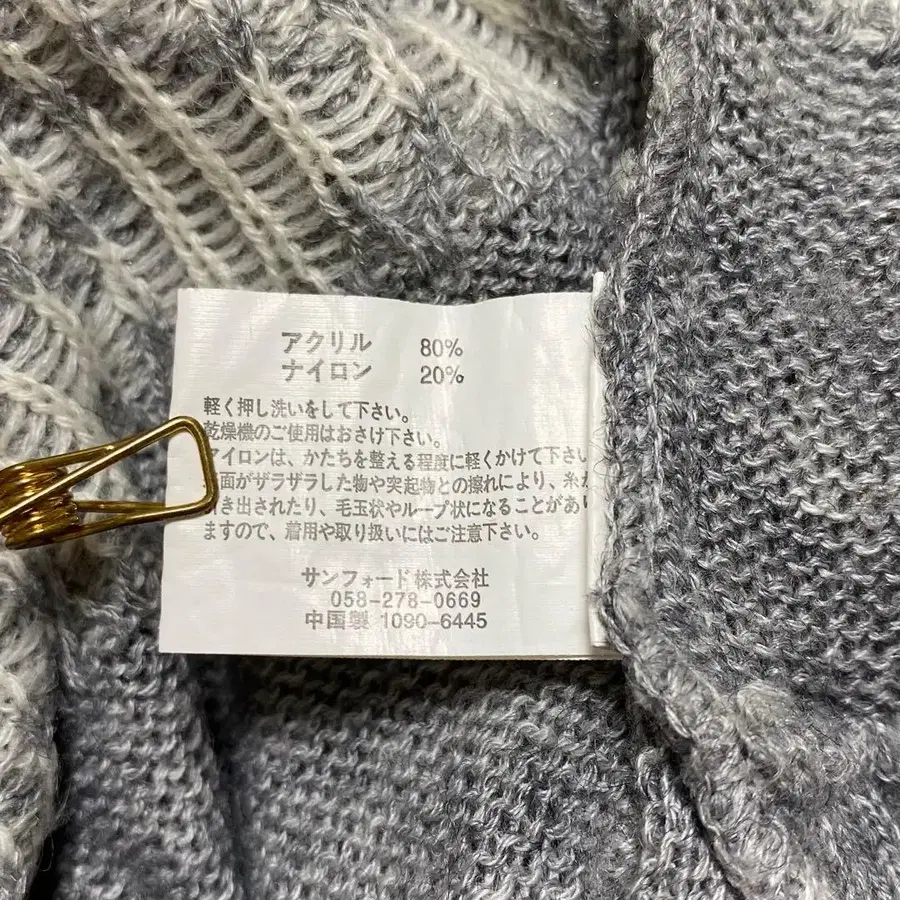 アクリル 80%
ナイロン 20%
軽く押し洗いをして下さい。
乾燥機のご使用はおさけ下さい。
アイロンは、かたちを整える程度に軽くかけて下さい
面がザラザラした物や突起物との擦れにより、糸が
き出されたり、毛玉状やループ状になることがあり
ますので、着用や取り扱いにはご注意下さい。
サンフォード株式会社
058-278-0669
中国製 1090-6445